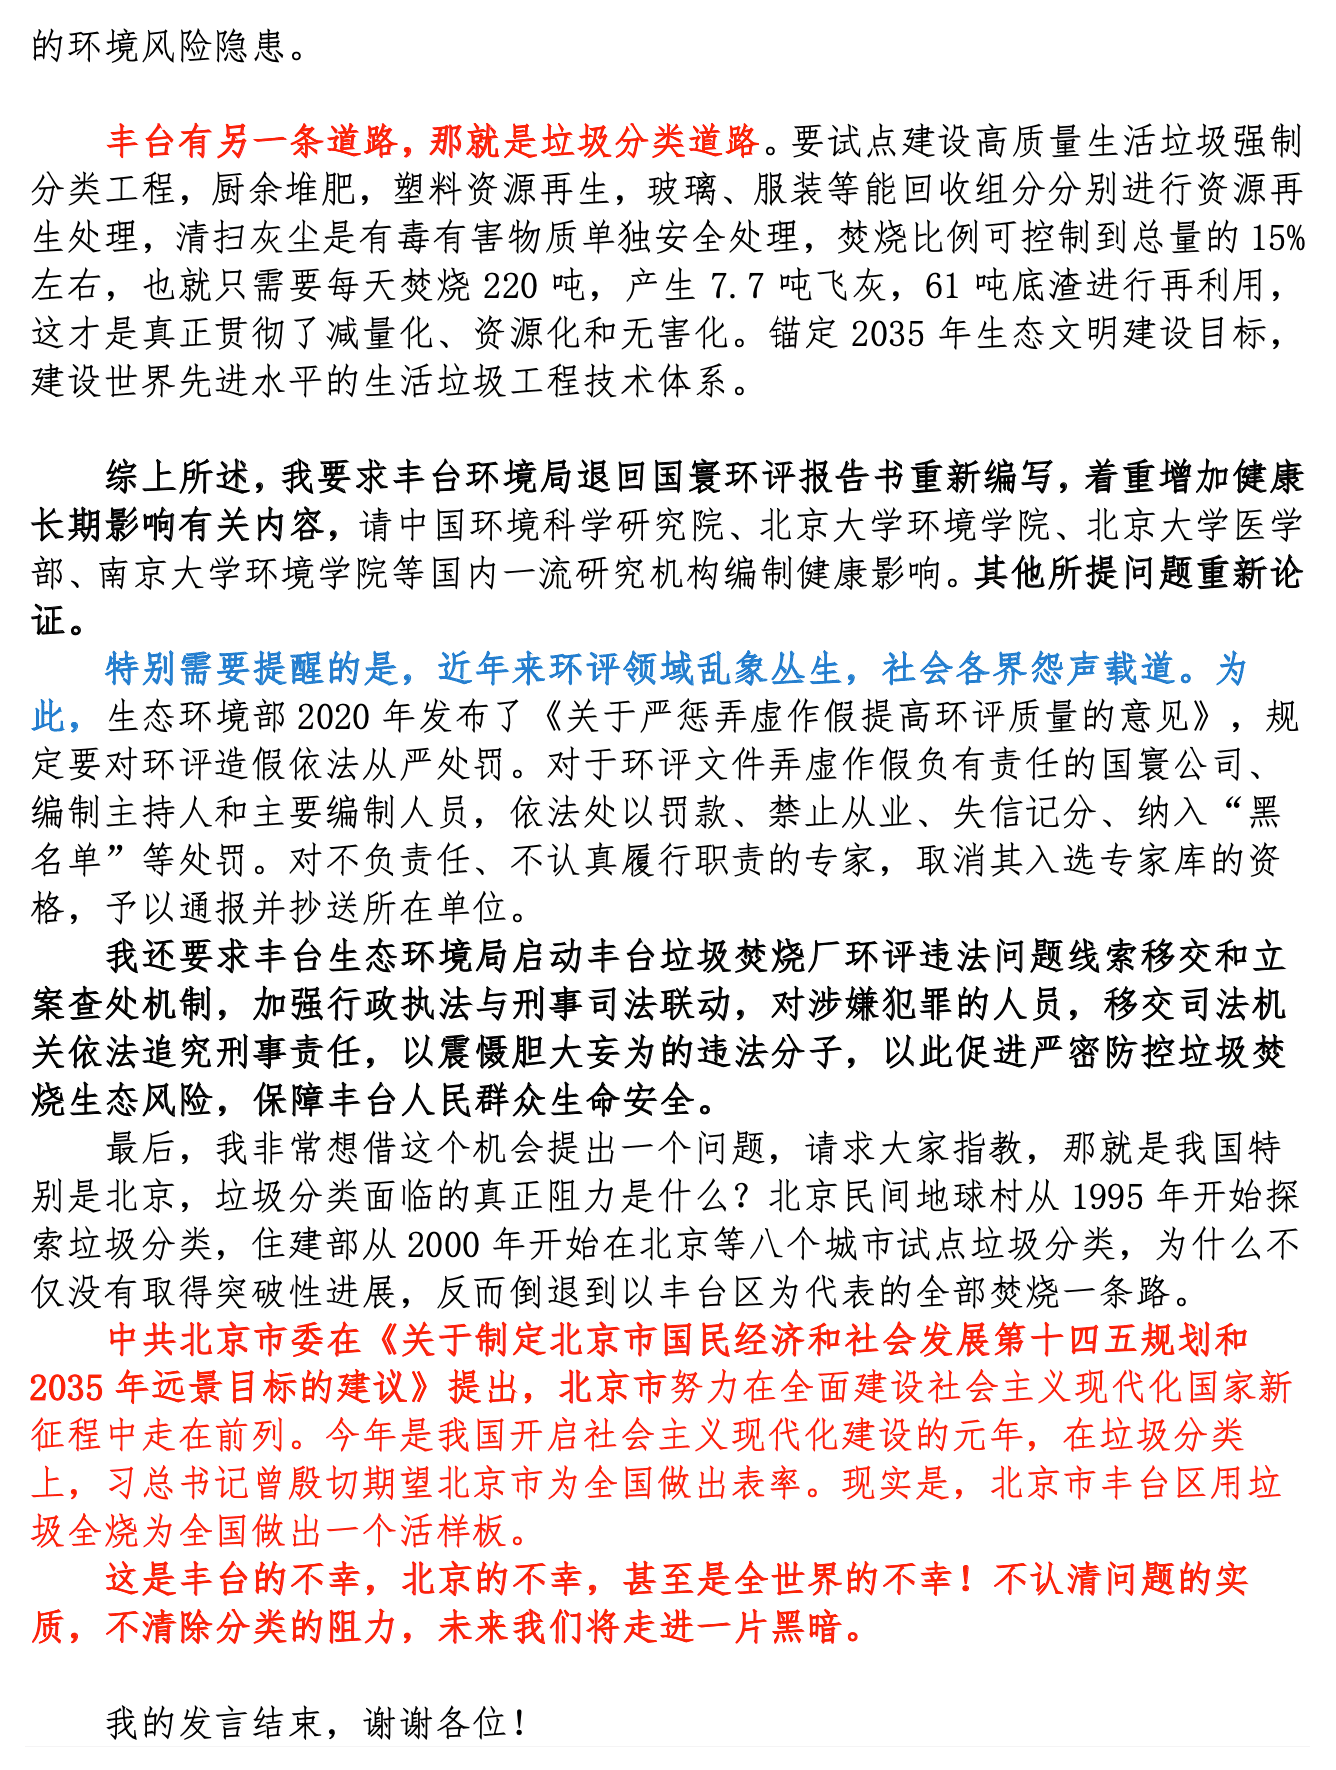 的环境风险隐患。
丰台有另一条道路，那就是垃圾分类道路。要试点建设高质量生活垃圾强制
分类工程，厨余堆肥，塑料资源再生，玻璃、服装等能回收组分分别进行资源再
生处理，清扫灰尘是有毒有害物质单独安全处理，焚烧比例可控制到总量的 15%
左右，也就只需要每天焚烧 220 吨，产生 7.7 吨飞灰，61 吨底渣进行再利用，
这才是真正贯彻了减量化、资源化和无害化。锚定 2035 年生态文明建设目标，
建设世界先进水平的生活垃圾工程技术体系。
综上所述，我要求丰台环境局退回国寰环评报告书重新编写，着重增加健康
长期影响有关内容，请中国环境科学研究院、北京大学环境学院、北京大学医学
部、南京大学环境学院等国内一流研究机构编制健康影响。其他所提问题重新论
证。
特别需要提醒的是，近年来环评领域乱象丛生，社会各界怨声载道。为
此，生态环境部 2020 年发布了《关于严惩弄虚作假提高环评质量的意见》，规
定要对环评造假依法从严处罚。对于环评文件弄虚作假负有责任的国寰公司、
编制主持人和主要编制人员，依法处以罚款、禁止从业、失信记分、纳入“黑
名单”等处罚。对不负责任、不认真履行职责的专家，取消其入选专家库的资
格，予以通报并抄送所在单位。
我还要求丰台生态环境局启动丰台垃圾焚烧厂环评违法问题线索移交和立
案查处机制，加强行政执法与刑事司法联动，对涉嫌犯罪的人员，移交司法机
关依法追究刑事责任，以震慑胆大妄为的违法分子，以此促进严密防控垃圾焚
烧生态风险，保障丰台人民群众生命安全。
最后，我非常想借这个机会提出一个问题，请求大家指教，那就是我国特
别是北京，垃圾分类面临的真正阻力是什么？北京民间地球村从 1995 年开始探
索垃圾分类，住建部从 2000 年开始在北京等八个城市试点垃圾分类，为什么不
仅没有取得突破性进展，反而倒退到以丰台区为代表的全部焚烧一条路。
中共北京市委在《关于制定北京市国民经济和社会发展第十四五规划和
2035 年远景目标的建议》提出，北京市努力在全面建设社会主义现代化国家新
征程中走在前列。今年是我国开启社会主义现代化建设的元年，在垃圾分类
上，习总书记曾殷切期望北京市为全国做出表率。现实是，北京市丰台区用垃
圾全烧为全国做出一个活样板。
这是丰台的不幸，北京的不幸，甚至是全世界的不幸！不认清问题的实
质，不清除分类的阻力，未来我们将走进一片黑暗。
我的发言结束，谢谢各位！